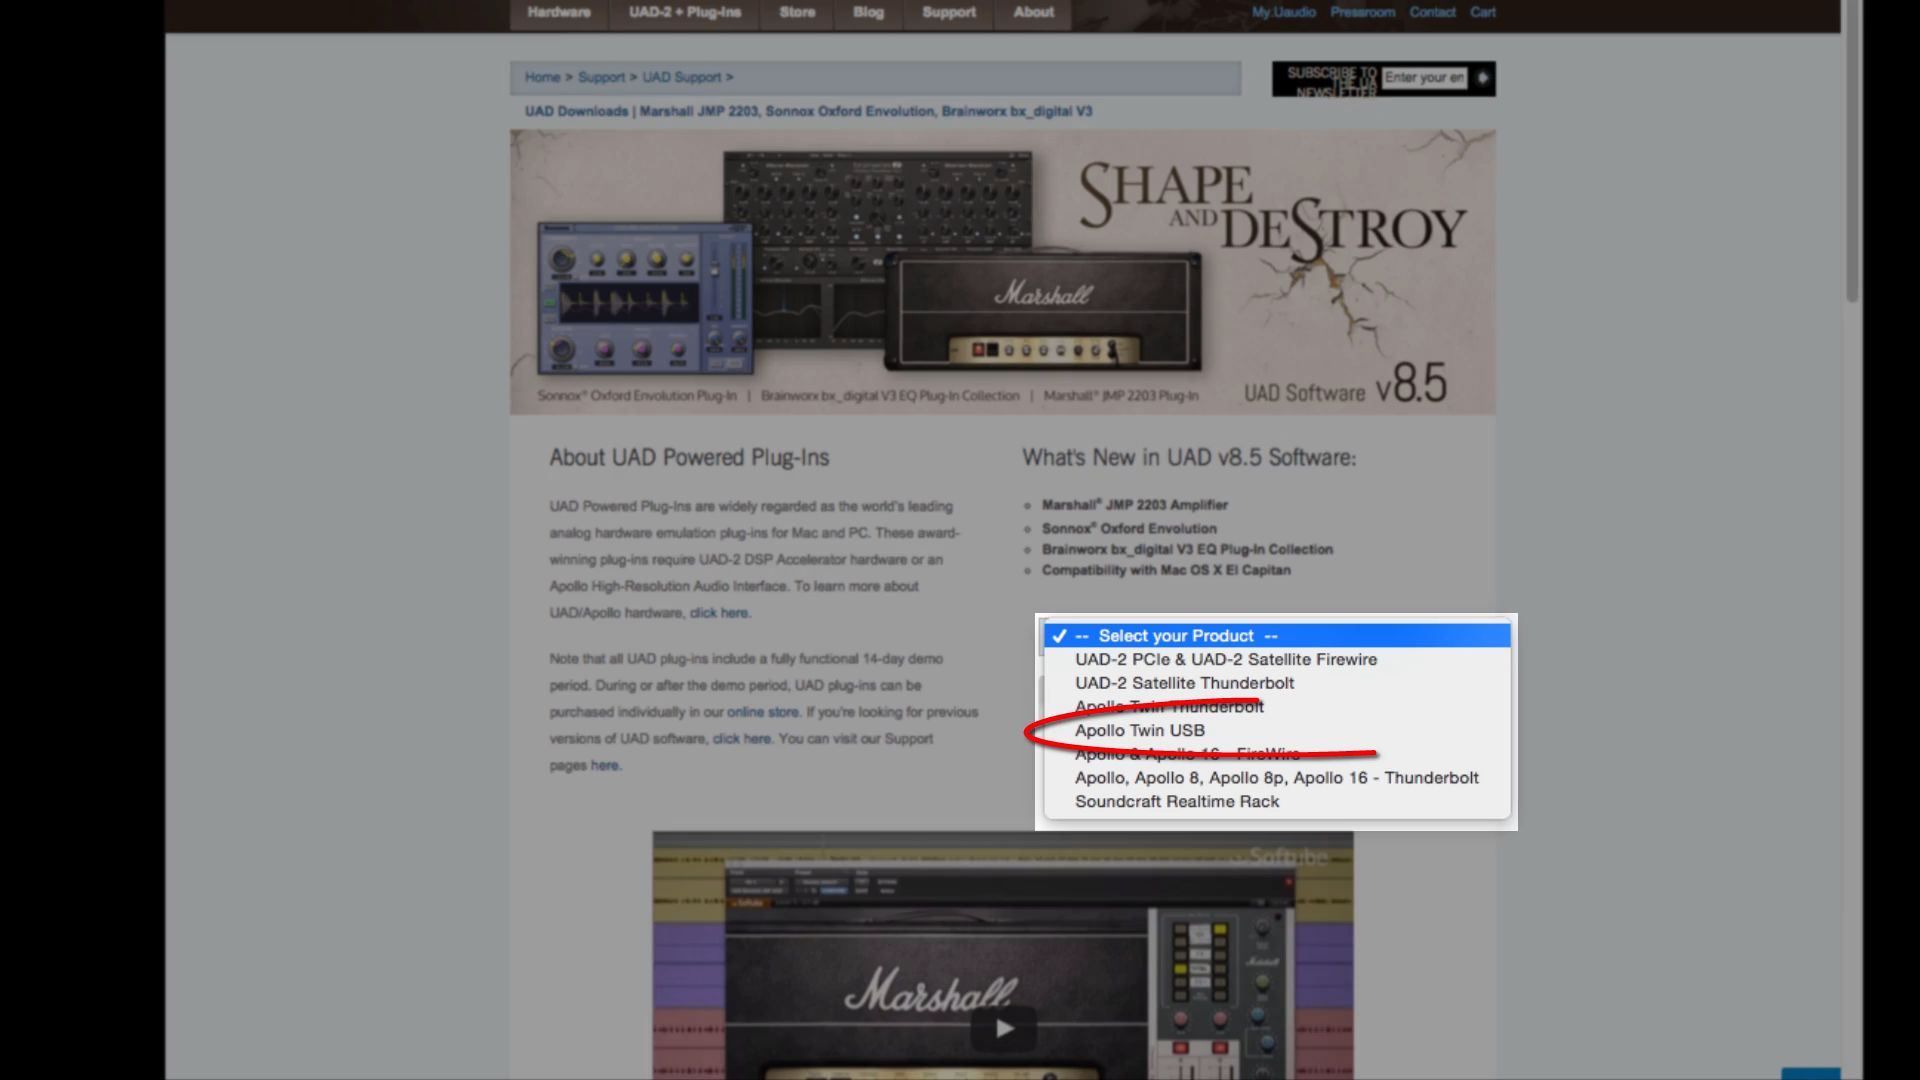 Hardware UAD-2 + Plug-Ins Store Blog Support About
My.Uaudio Pressroom Contact Cart
Home > Support > UAD Support >
SUBSCRIBE TO
THE UA
NEWSLETTER
Enter your en
UAD Downloads | Marshall JMP 2203, Sonnox Oxford Envolution, Brainworx bx_digital V3
SHAPE
AND DESTROY
Marshall
Sonnox® Oxford Envolution Plug-In | Brainworx bx_digital V3 EQ Plug-In Collection | Marshall® JMP 2203 Plug-In
UAD Software v8.5
About UAD Powered Plug-Ins
UAD Powered Plug-Ins are widely regarded as the world's leading
analog hardware emulation plug-ins for Mac and PC. These award-
winning plug-ins require UAD-2 DSP Accelerator hardware or an
Apollo High-Resolution Audio Interface. To learn more about
UAD/Apollo hardware, click here.
Note that all UAD plug-ins include a fully functional 14-day demo
period. During or after the demo period, UAD plug-ins can be
purchased individually in our online store. If you're looking for previous
versions of UAD software, click here. You can visit our Support
pages here.
What's New in UAD v8.5 Software:
Marshall® JMP 2203 Amplifier
Sonnox® Oxford Envolution
Brainworx bx_digital V3 EQ Plug-In Collection
Compatibility with Mac OS X El Capitan
✓ -- Select your Product --
UAD-2 PCIe & UAD-2 Satellite Firewire
UAD-2 Satellite Thunderbolt
Apollo Twin Thunderbolt
Apollo Twin USB
Apollo & Apollo 16 - FireWire
Apollo, Apollo 8, Apollo 8p, Apollo 16 - Thunderbolt
Soundcraft Realtime Rack
Softube
Marshall